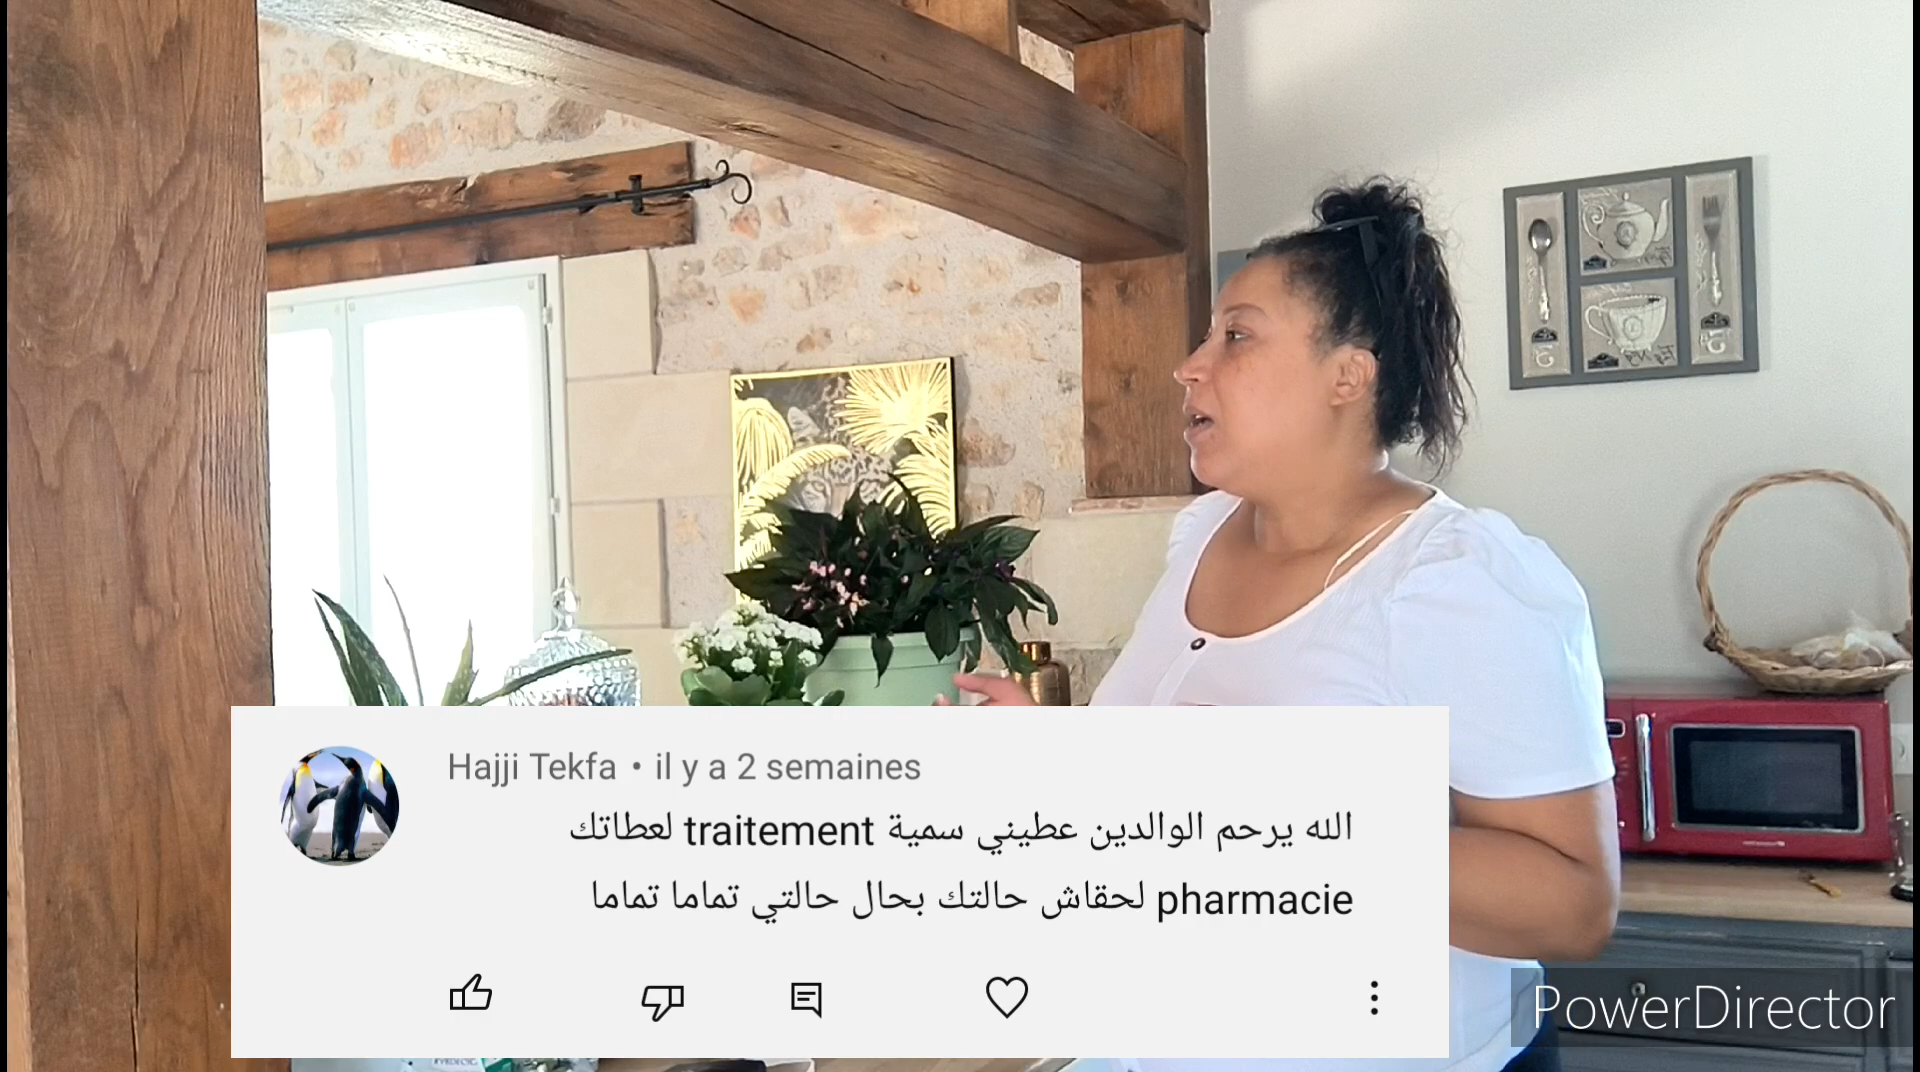 Hajji Tekfa • il y a 2 semaines
الله يرحم الوالدين عطيني سمية traitement لعطاتك
pharmacie لحقاش حالتك بحال حالتي تماما تماما
PowerDirector